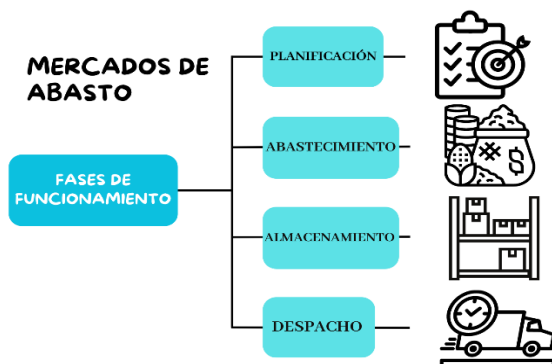 MERCADOS DE
ABASTO
FASES DE
FUNCIONAMIENTO
PLANIFICACIÓN
ABASTECIMIENTO
ALMACENAMIENTO
DESPACHO
$